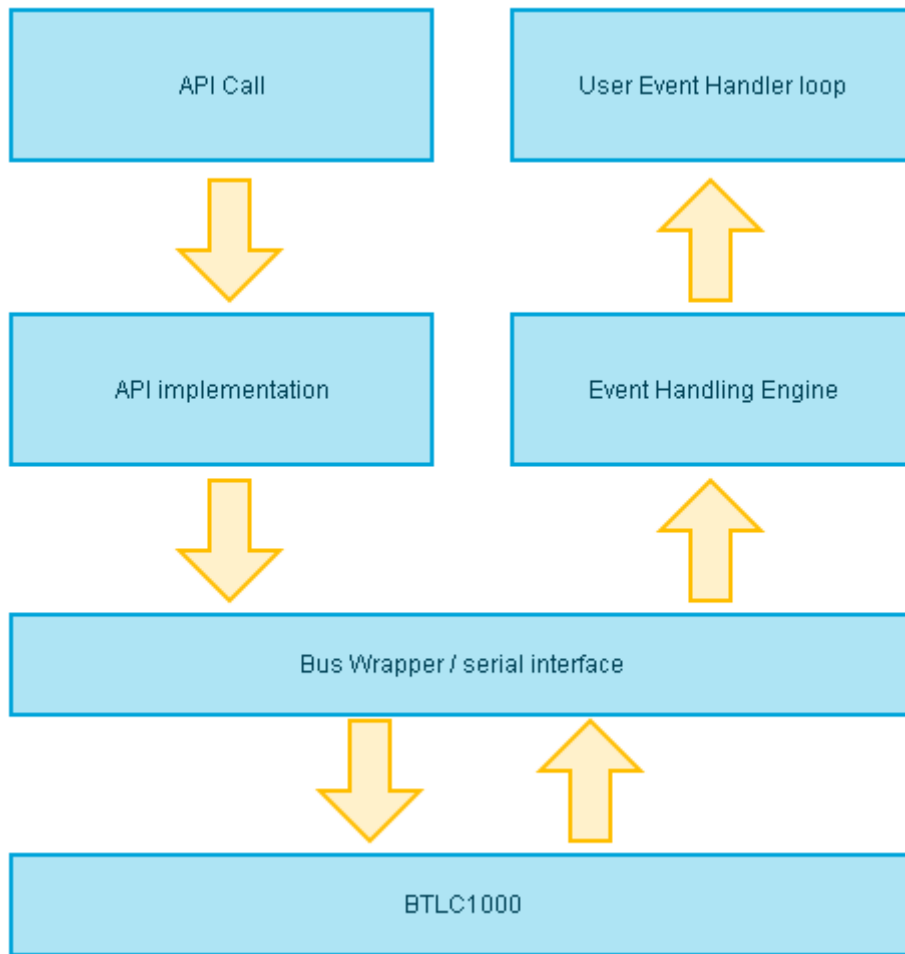 API Call
User Event Handler loop
API implementation
Event Handling Engine
Bus Wrapper / serial interface
BTLC1000